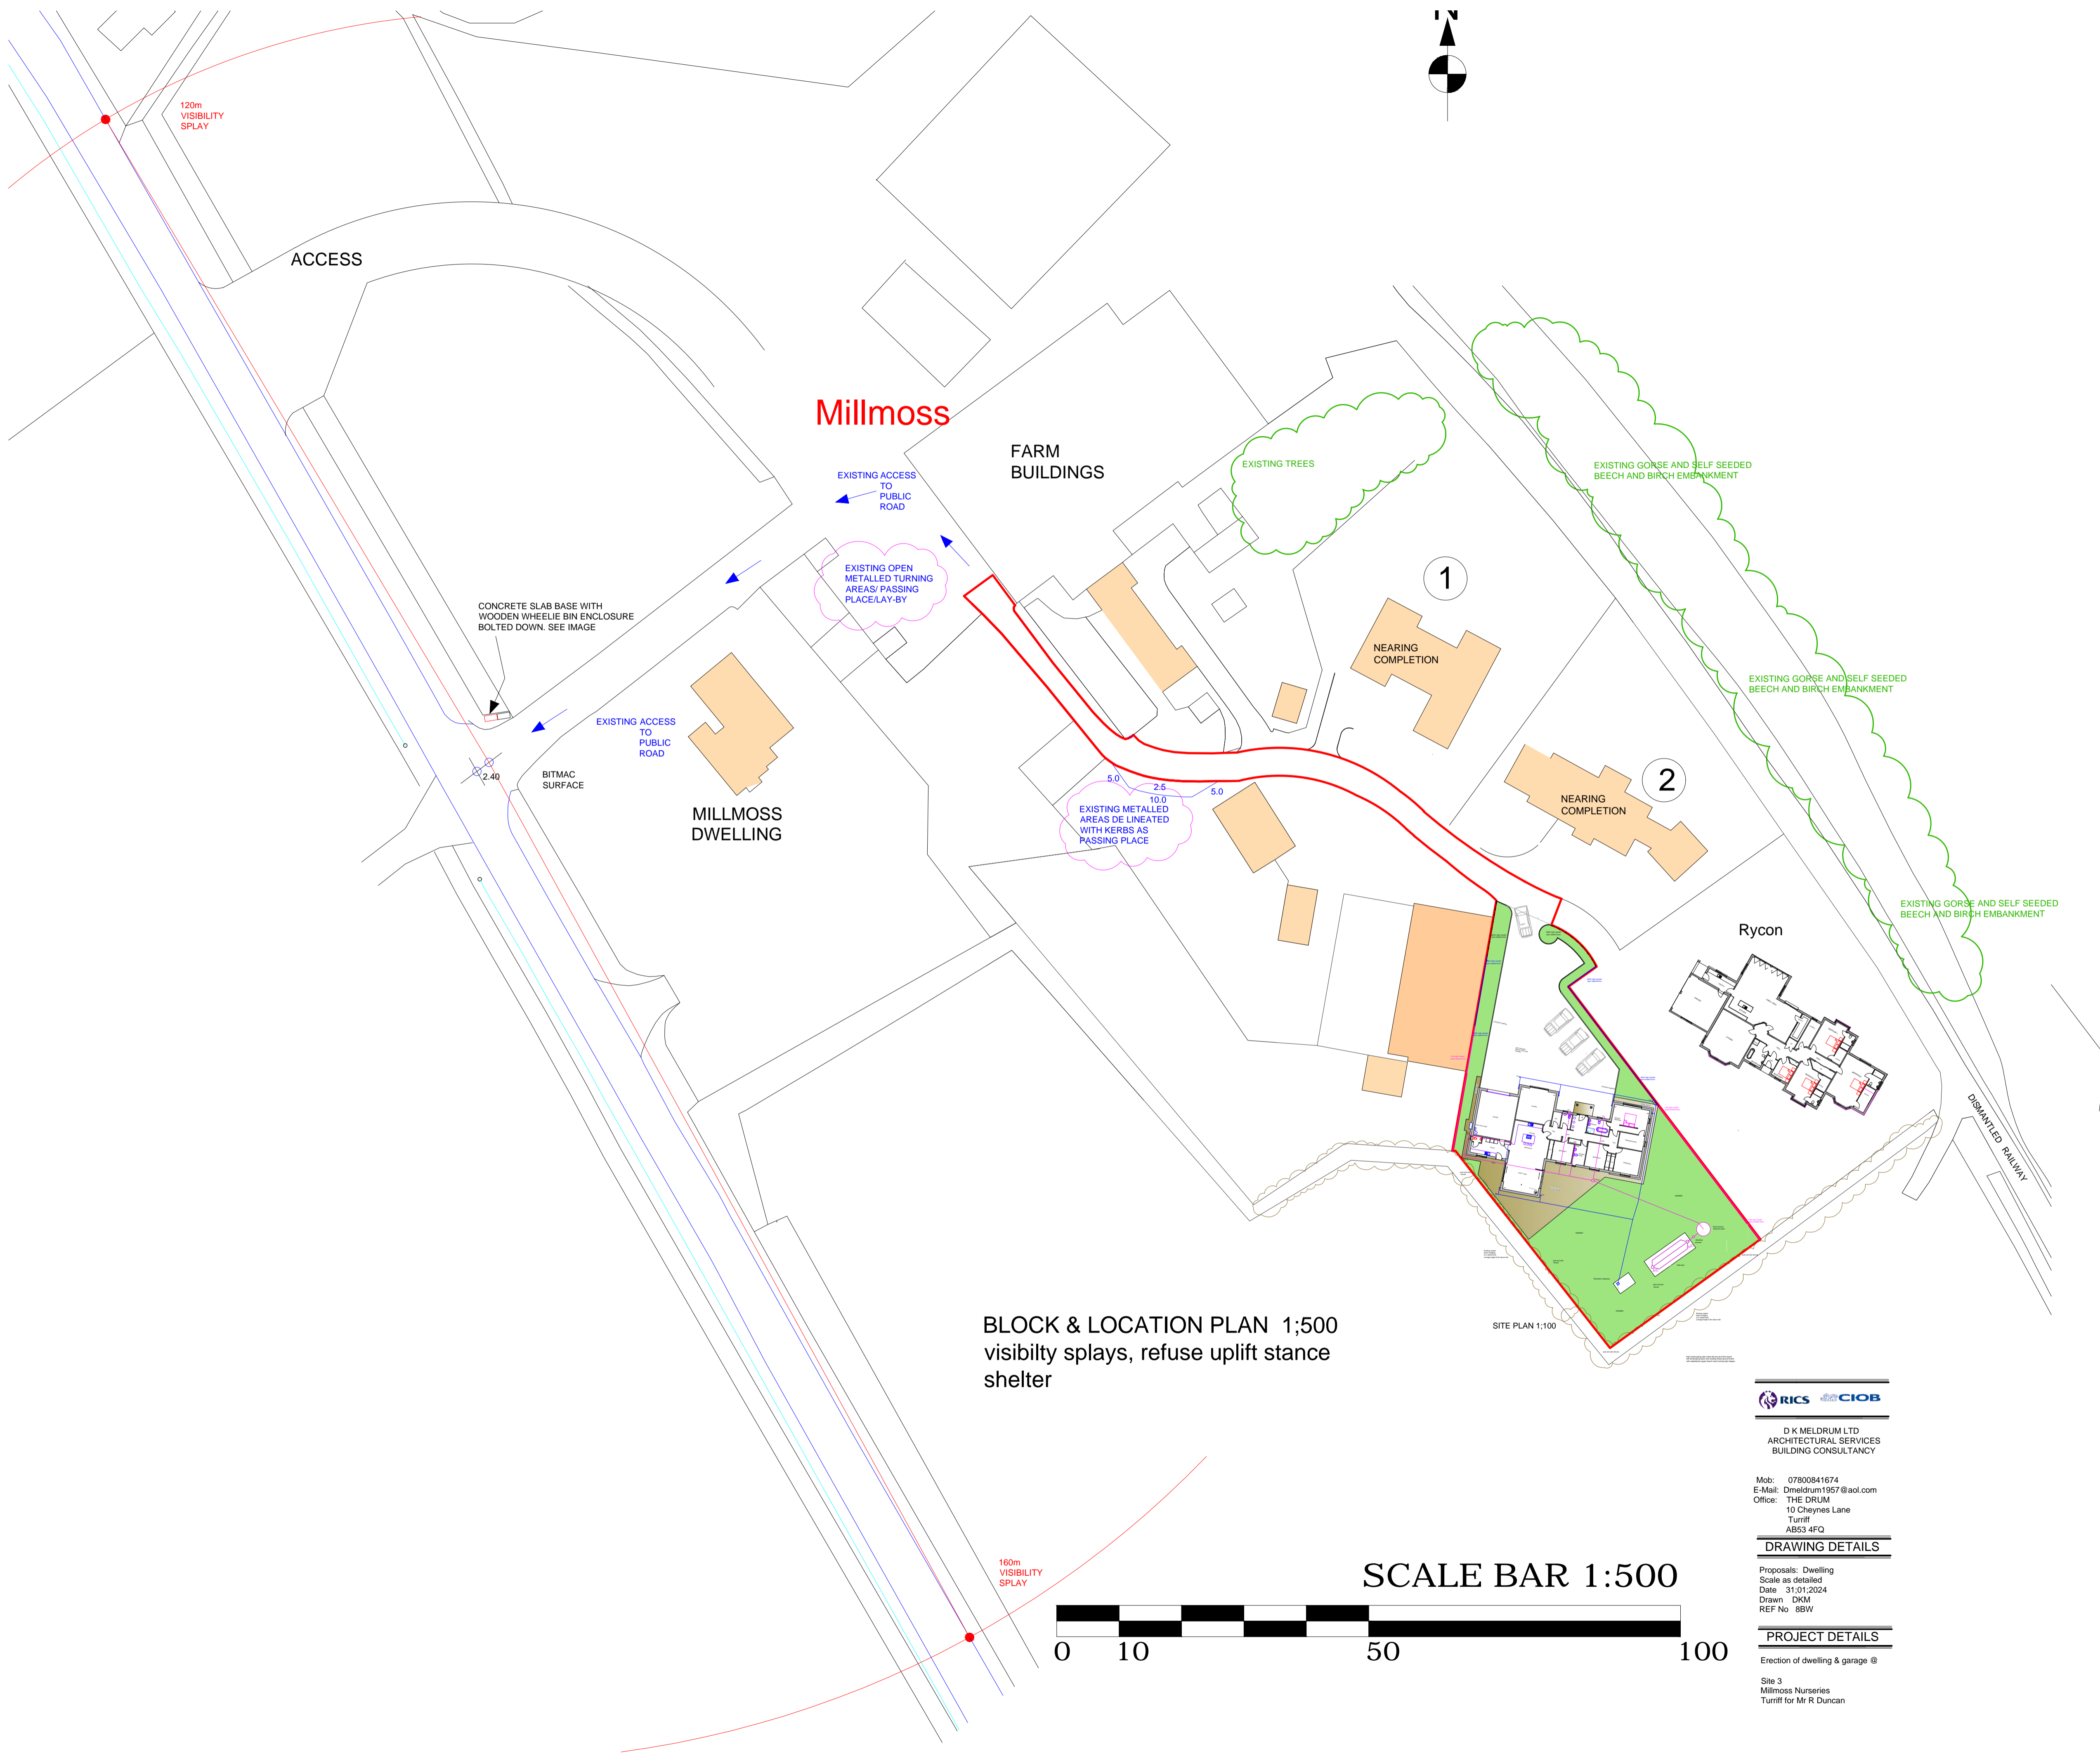 N
120m
VISIBILITY
SPLAY
ACCESS
Millmoss
FARM
BUILDINGS
EXISTING ACCESS
TO
PUBLIC
ROAD
EXISTING TREES
EXISTING GORSE AND SELF SEEDED
BEECH AND BIRCH EMBANKMENT
EXISTING OPEN
METALLED TURNING
AREAS/ PASSING
PLACE/LAY-BY
1
NEARING
COMPLETION
CONCRETE SLAB BASE WITH
WOODEN WHEELIE BIN ENCLOSURE
BOLTED DOWN. SEE IMAGE
EXISTING GORSE AND SELF SEEDED
BEECH AND BIRCH EMBANKMENT
EXISTING ACCESS
TO
PUBLIC
ROAD
2.40
BITMAC
SURFACE
MILLMOSS
DWELLING
5.0
2.5
10.0
5.0
EXISTING METALLED
AREAS DE LINEATED
WITH KERBS AS
PASSING PLACE
2
NEARING
COMPLETION
EXISTING GORSE AND SELF SEEDED
BEECH AND BIRCH EMBANKMENT
Rycon
DISMANTLED RAILWAY
BLOCK & LOCATION PLAN 1;500
visibilty splays, refuse uplift stance
shelter
SITE PLAN 1;100
RICS
CIOB
D K MELDRUM LTD
ARCHITECTURAL SERVICES
BUILDING CONSULTANCY
Mob: 07800841674
E-Mail: Dmeldrum1957@aol.com
Office: THE DRUM
10 Cheynes Lane
Turriff
AB53 4FQ
DRAWING DETAILS
Proposals: Dwelling
Scale as detailed
Date 31;01;2024
Drawn DKM
REF No 8BW
PROJECT DETAILS
Erection of dwelling & garage @
Site 3
Millmoss Nurseries
Turriff for Mr R Duncan
160m
VISIBILITY
SPLAY
SCALE BAR 1:500
0 10 50 100